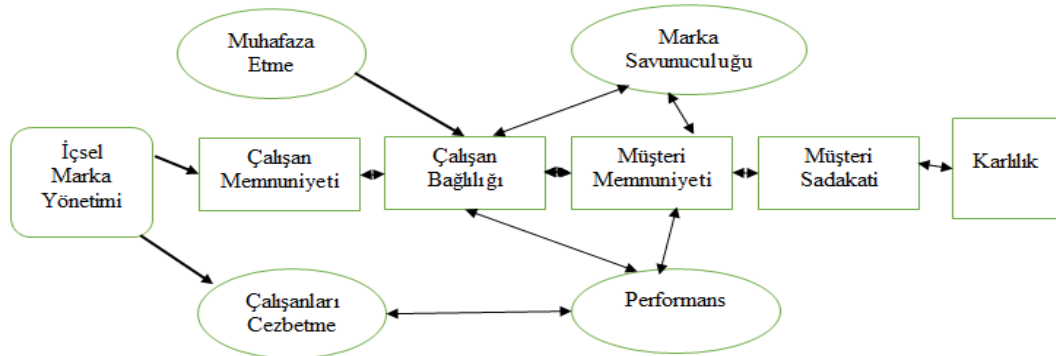 Muhafaza
Etme
Marka
Savunuculuğu
İçsel
Marka
Yönetimi
Çalışan
Memnuniyeti
Çalışan
Bağlılığı
Müşteri
Memnuniyeti
Müşteri
Sadakati
Karlılık
Çalışanları
Cezbetme
Performans